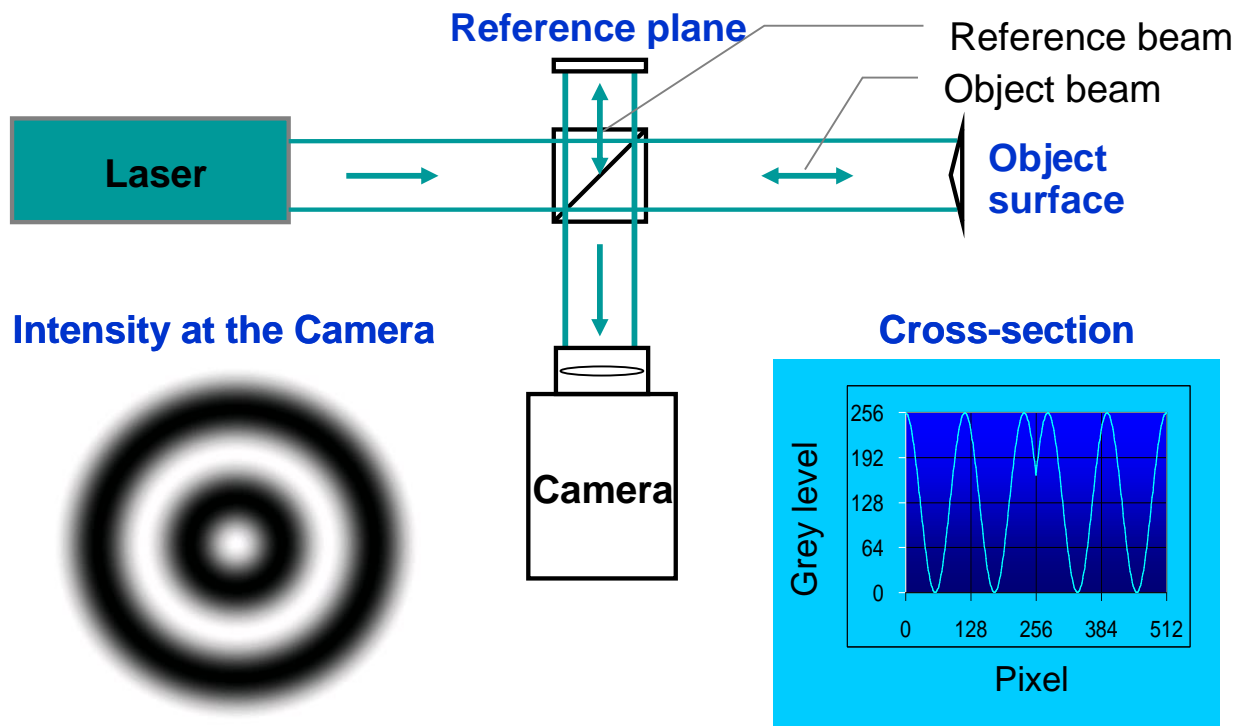 Reference plane
Reference beam
Object beam
Laser
Object
surface
Intensity at the Camera
Cross-section
Camera
Grey level
256
192
128
64
0
0 128 256 384 512
Pixel